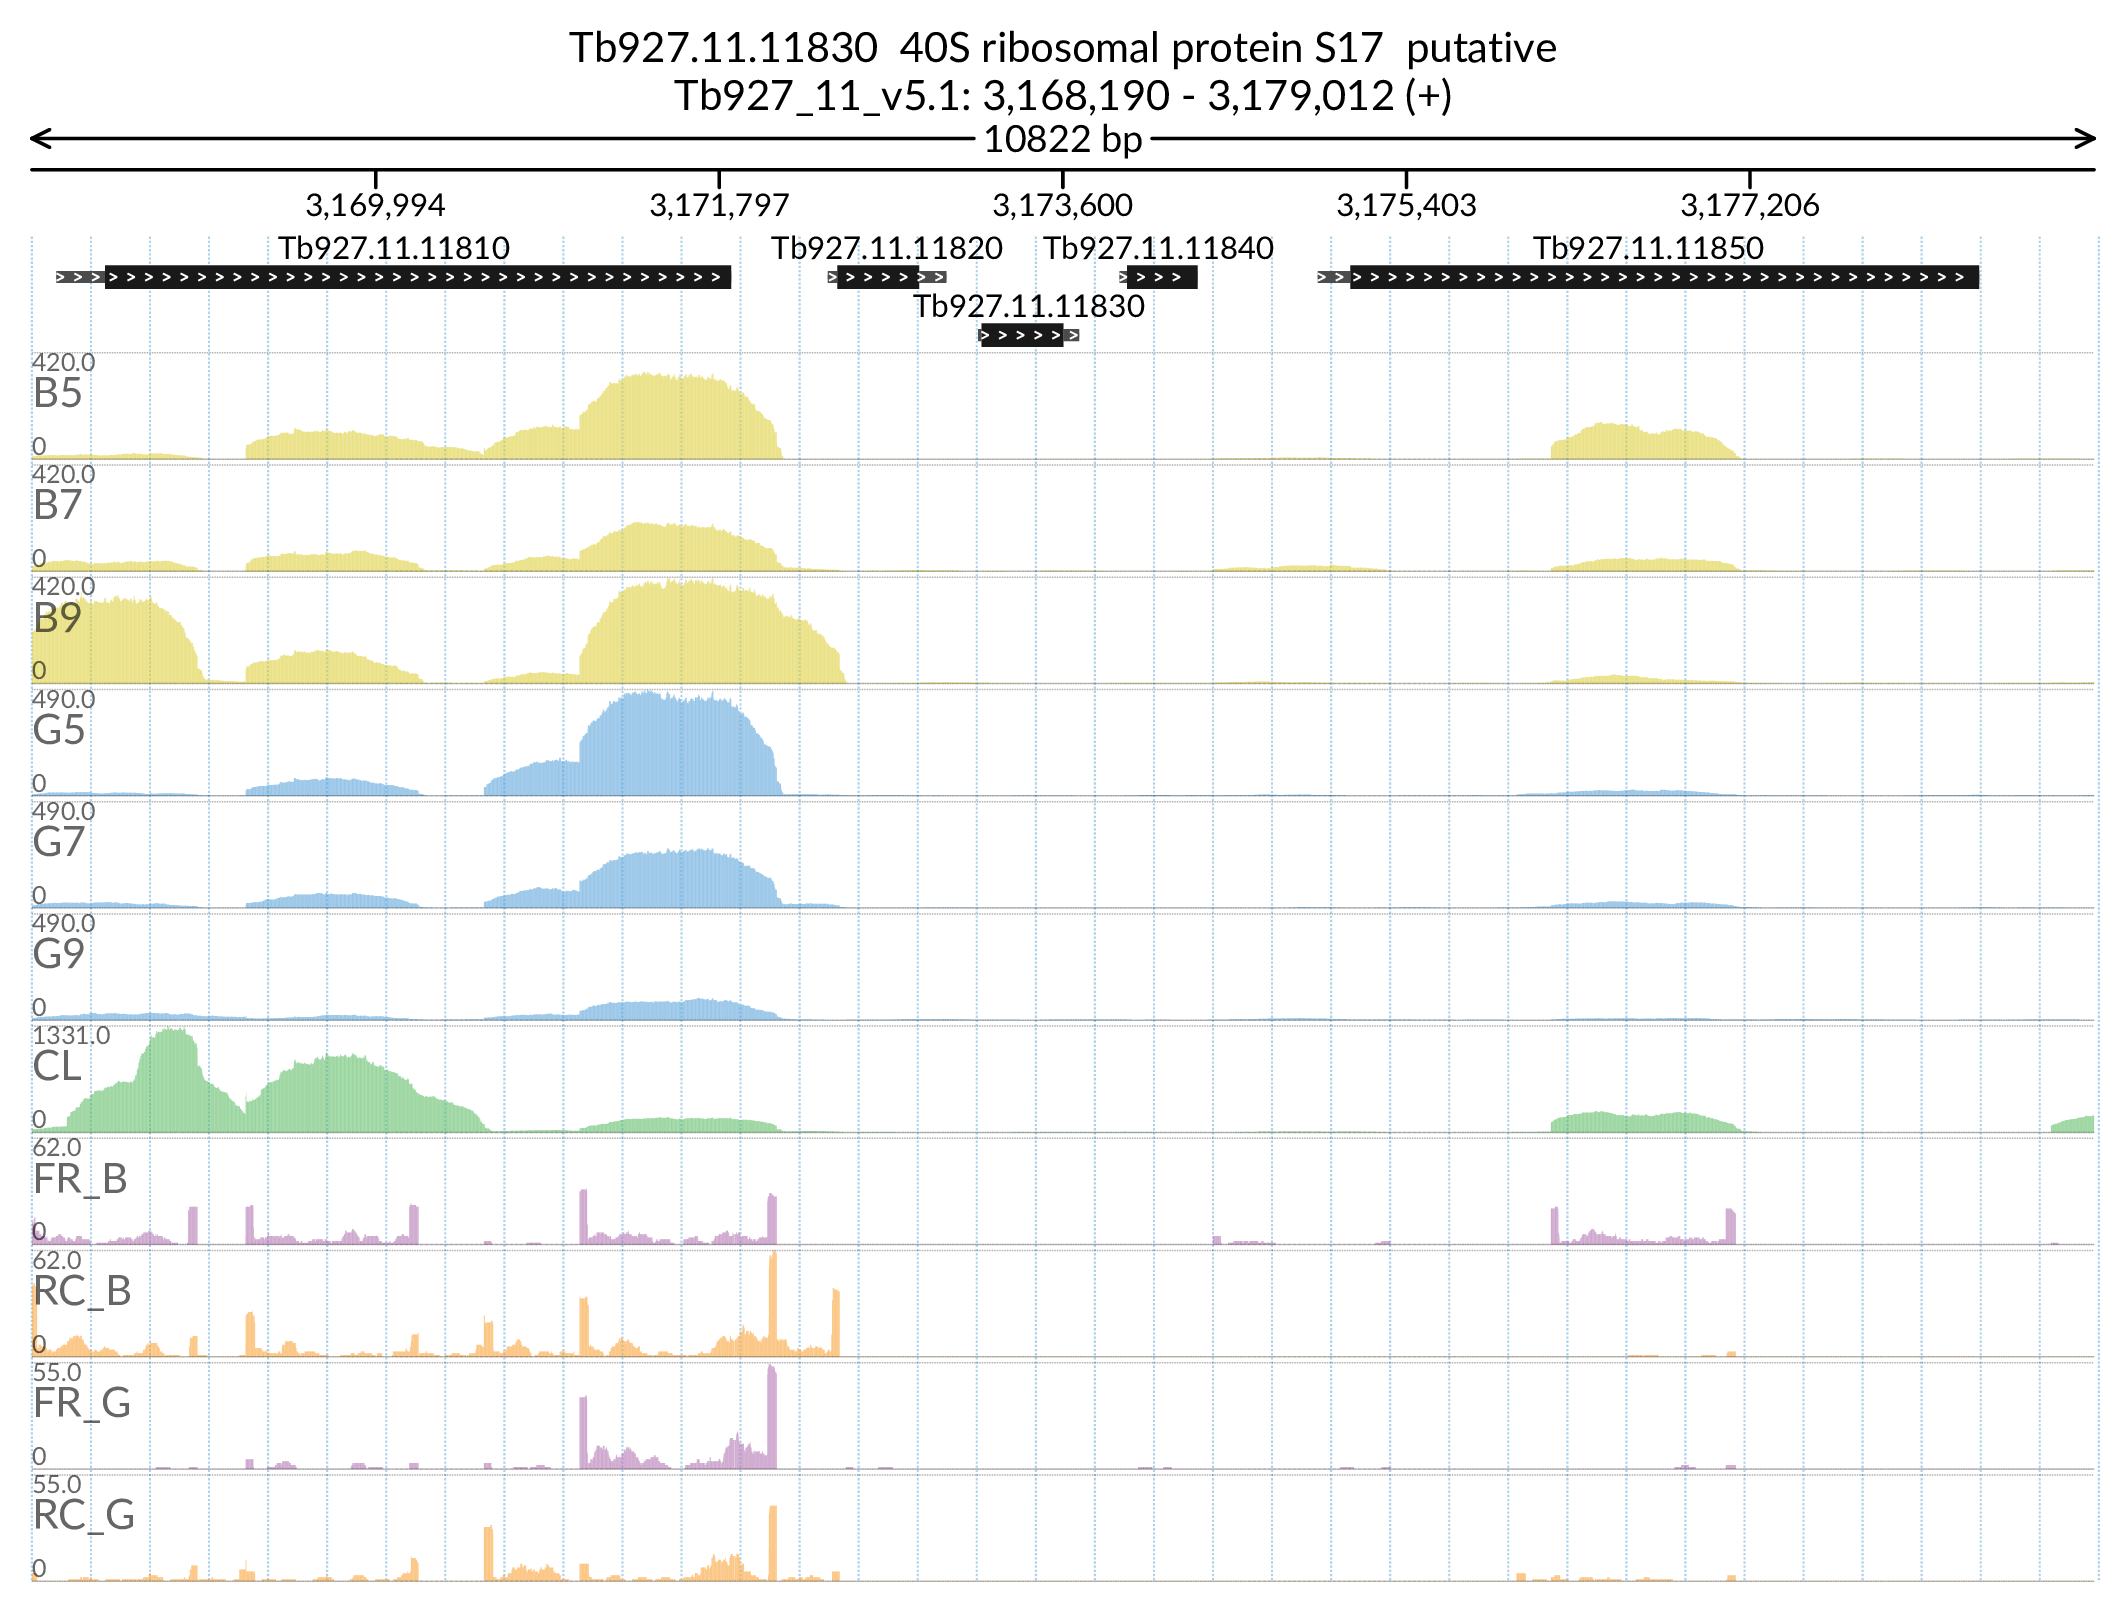 Tb927.11.11830  40S ribosomal protein S17  putative
Tb927_11_v5.1: 3,168,190 - 3,179,012 (+)
10822 bp
3,169,994 3,171,797 3,173,600 3,175,403 3,177,206
Tb927.11.11810 Tb927.11.11820 Tb927.11.11840 Tb927.11.11850
Tb927.11.11830
420.0
B5
0
420.0
B7
0
420.0
B9
0
490.0
G5
0
490.0
G7
0
490.0
G9
0
1331.0
CL
0
62.0
FR_B
0
62.0
RC_B
0
55.0
FR_G
0
55.0
RC_G
0